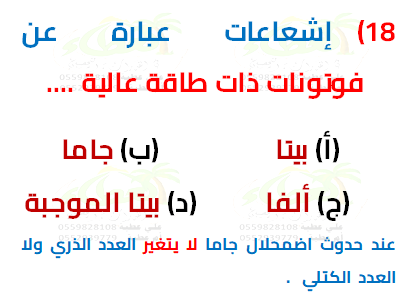 18) إشعاعات عبارة عن
فوتونات ذات طاقة عالية ....
(أ) بيتا (ب) جاما
(ج) ألفا (د) بيتا الموجبة
عند حدوث اضمحلال جاما لا يتغير العدد الذري ولا
العدد الكتلي .